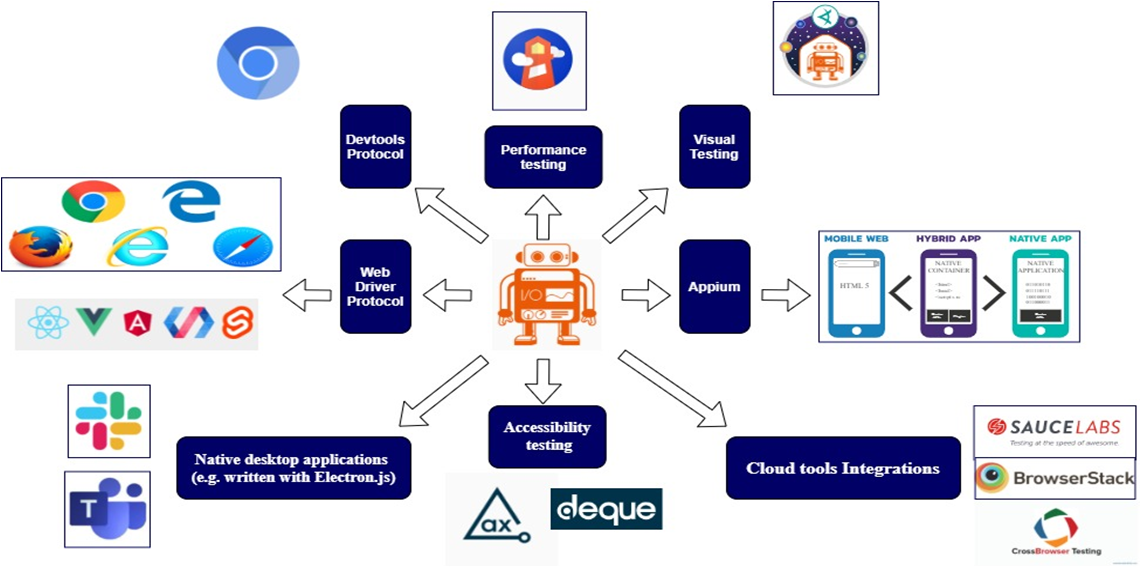 Devtools
Protocol
Performance
testing
Visual
Testing
Web
Driver
Protocol
I/O
Appium
MOBILE WEB
HYBRID APP
NATIVE APP
HTML 5
NATIVE
CONTAINER
NATIVE
APPLICATION
Native desktop applications
(e.g. written with Electron.js)
T
Accessibility
testing
ax
deque
Cloud tools Integrations
SAUCELABS
Testing at the speed of awesome
BrowserStack
CrossBrowser Testing